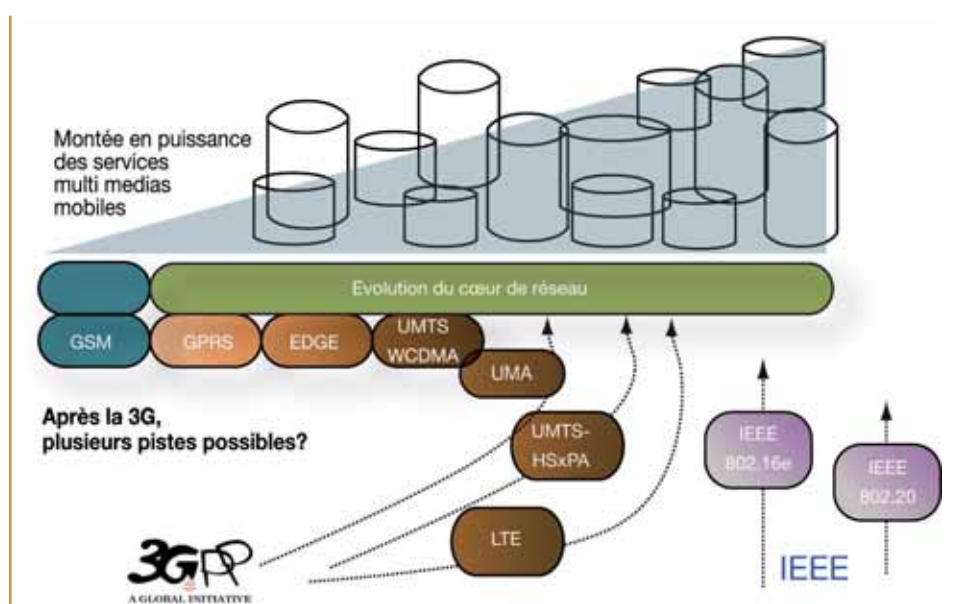 Montée en puissance
des services
multi medias
mobiles
Evolution du cœur de réseau
GSM
GPRS
EDGE
UMTS
WCDMA
UMA
Après la 3G,
plusieurs pistes possibles?
UMTS-
HSxPA
IEEE
802.16e
IEEE
802.20
LTE
3GPP
A GLOBAL INITIATIVE
IEEE